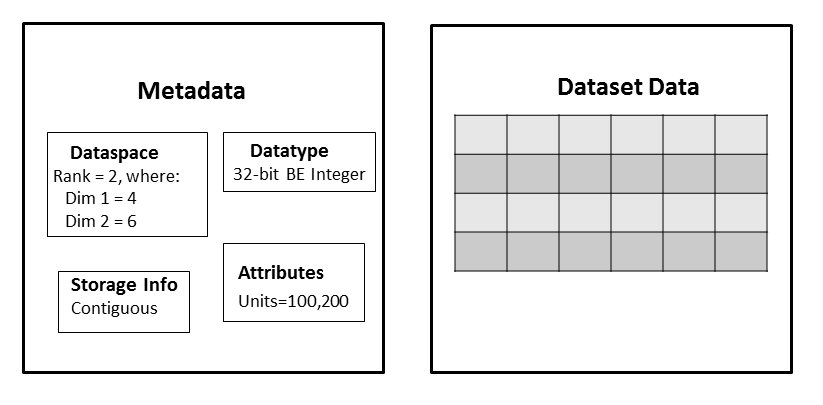 Metadata
Dataspace
Rank = 2, where:
Dim 1 = 4
Dim 2 = 6
Datatype
32-bit BE Integer
Storage Info
Contiguous
Attributes
Units=100,200
Dataset Data